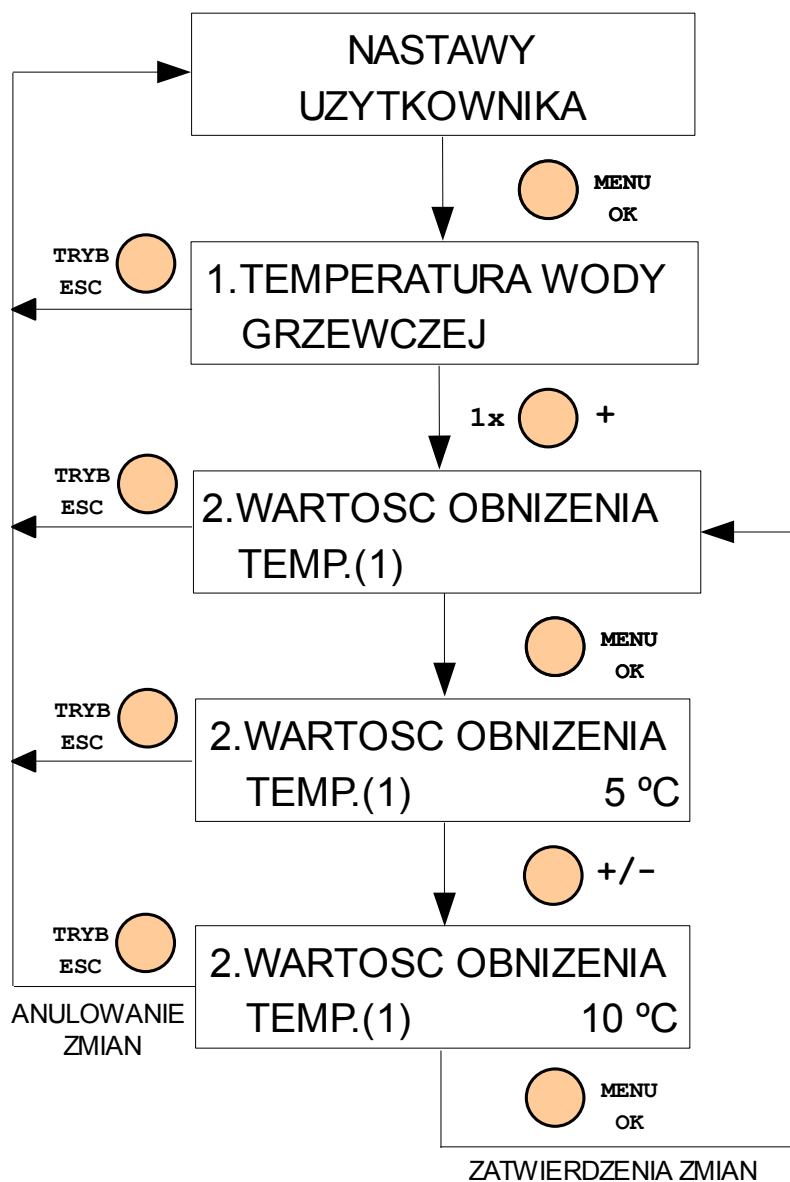 NASTAWY
UZYTKOWNIKA
MENU
OK
TRYB
ESC
1.TEMPERATURA WODY
GRZEWCZEJ
1x +
TRYB
ESC
2.WARTOSC OBNIZENIA
TEMP.(1)
MENU
OK
TRYB
ESC
2.WARTOSC OBNIZENIA
TEMP.(1) 5 ºC
+/-
TRYB
ESC
2.WARTOSC OBNIZENIA
TEMP.(1) 10 ºC
ANULOWANIE
ZMIAN
MENU
OK
ZATWIERDZENIA ZMIAN